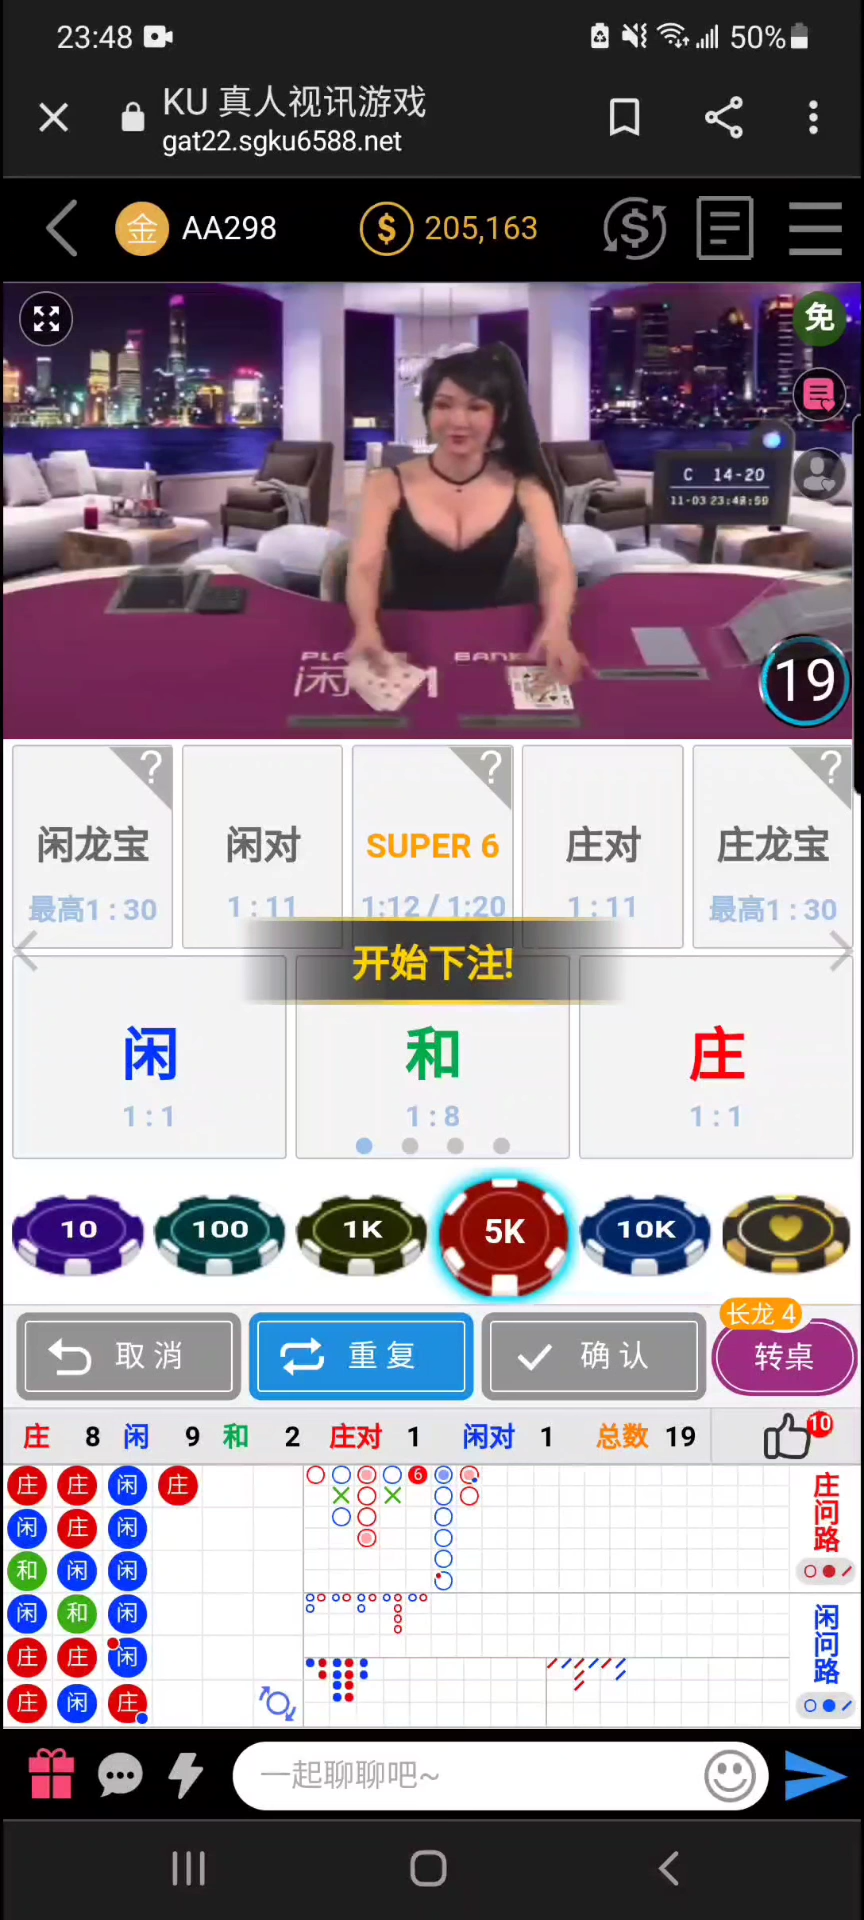 23:48
50%
KU 真人视讯游戏
gat22.sgku6588.net
金 AA298 $ 205,163 $
免
C 14-20
11-03 23:48:59
闲
19
? ? ?
闲龙宝 闲对 SUPER 6 庄对 庄龙宝
最高1 : 30 1 : 11 1:12 / 1:20 1 : 11 最高1 : 30
开始下注!
闲 和 庄
1 : 1 1 : 8 1 : 1
10 100 1K 5K 10K
长龙 4
取 消 重 复 确 认 转桌
庄 8 闲 9 和 2 庄对 1 闲对 1 总数 19 10
庄 庄 闲 庄 6
闲 庄 闲
和 闲 闲
闲 和 闲
庄 庄 闲
庄 闲 庄
庄问路
闲问路
一起聊聊吧~